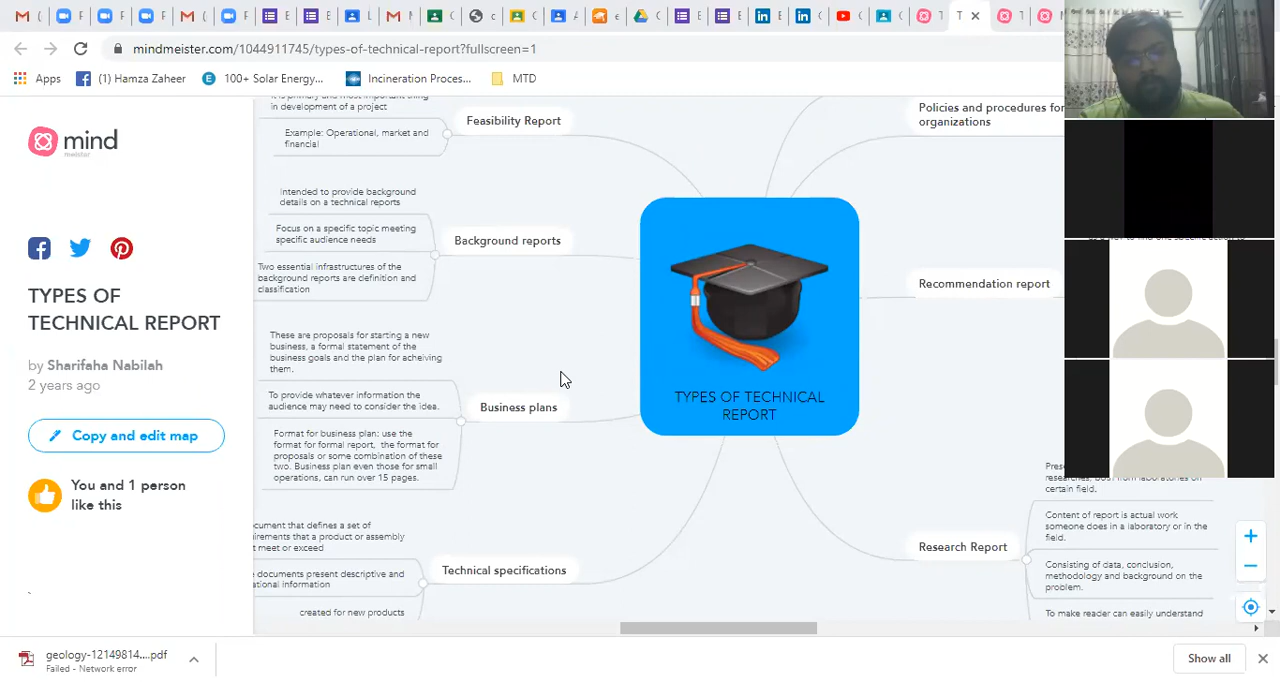 mindmeister.com/1044911745/types-of-technical-report?fullscreen=1
Apps
(1) Hamza Zaheer
100+ Solar Energy...
Incineration Proces...
MTD
mind
meister
TYPES OF
TECHNICAL REPORT
by Sharifaha Nabilah
2 years ago
Copy and edit map
You and 1 person
like this
in development of a project
Example: Operational, market and
financial
Feasibility Report
Intended to provide background
details on a technical reports
Focus on a specific topic meeting
specific audience needs
Two essential infrastructures of the
background reports are definition and
classification
Background reports
These are proposals for starting a new
business, a formal statement of the
business goals and the plan for acheiving
them.
To provide whatever information the
audience may need to consider the idea.
Format for business plan: use the
format for formal report, the format for
proposals or some combination of these
two. Business plan even those for small
operations, can run over 15 pages.
Business plans
ocument that defines a set of
irements that a product or assembly
t meet or exceed
e documents present descriptive and
ational information
created for new products
Technical specifications
TYPES OF TECHNICAL
REPORT
Policies and procedures for
organizations
Recommendation report
Research Report
certain field.
Content of report is actual work
someone does in a laboratory or in the
field.
Consisting of data, conclusion,
methodology and background on the
problem.
To make reader can easily understand
geology-12149814....pdf
Failed - Network error
Show all